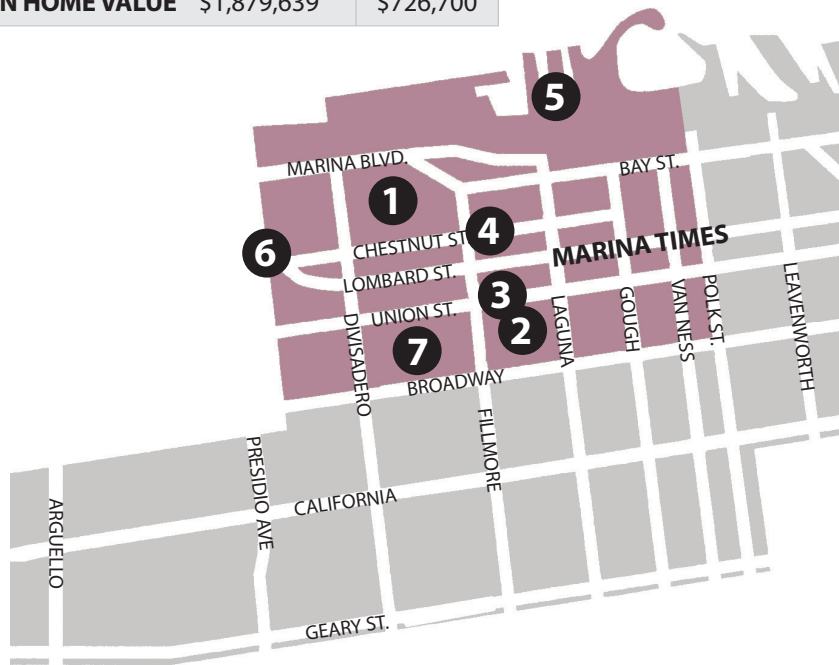 N HOME VALUE $1,879,639 $726,700
5
MARINA BLVD.
BAY ST.
1
4
CHESTNUT ST.
6
MARINA TIMES
LOMBARD ST.
3
UNION ST.
2
7
DIVISADERO
LAGUNA
GOUGH
VAN NESS
POLK ST.
LEAVENWORTH
BROADWAY
FILLMORE
PRESIDIO AVE
CALIFORNIA
ARGUELLO
GEARY ST.